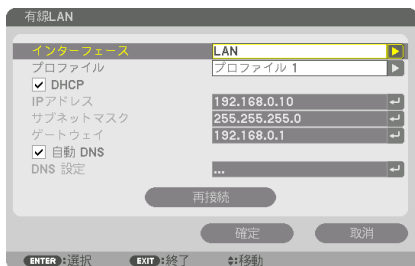 有線LAN
インターフェース LAN
プロファイル プロファイル 1
DHCP
IPアドレス 192.168.0.10
サブネットマスク 255.255.255.0
ゲートウェイ 192.168.0.1
自動 DNS
DNS 設定 ...
再接続
確定 取消
ENTER:選択 EXIT:終了 :移動